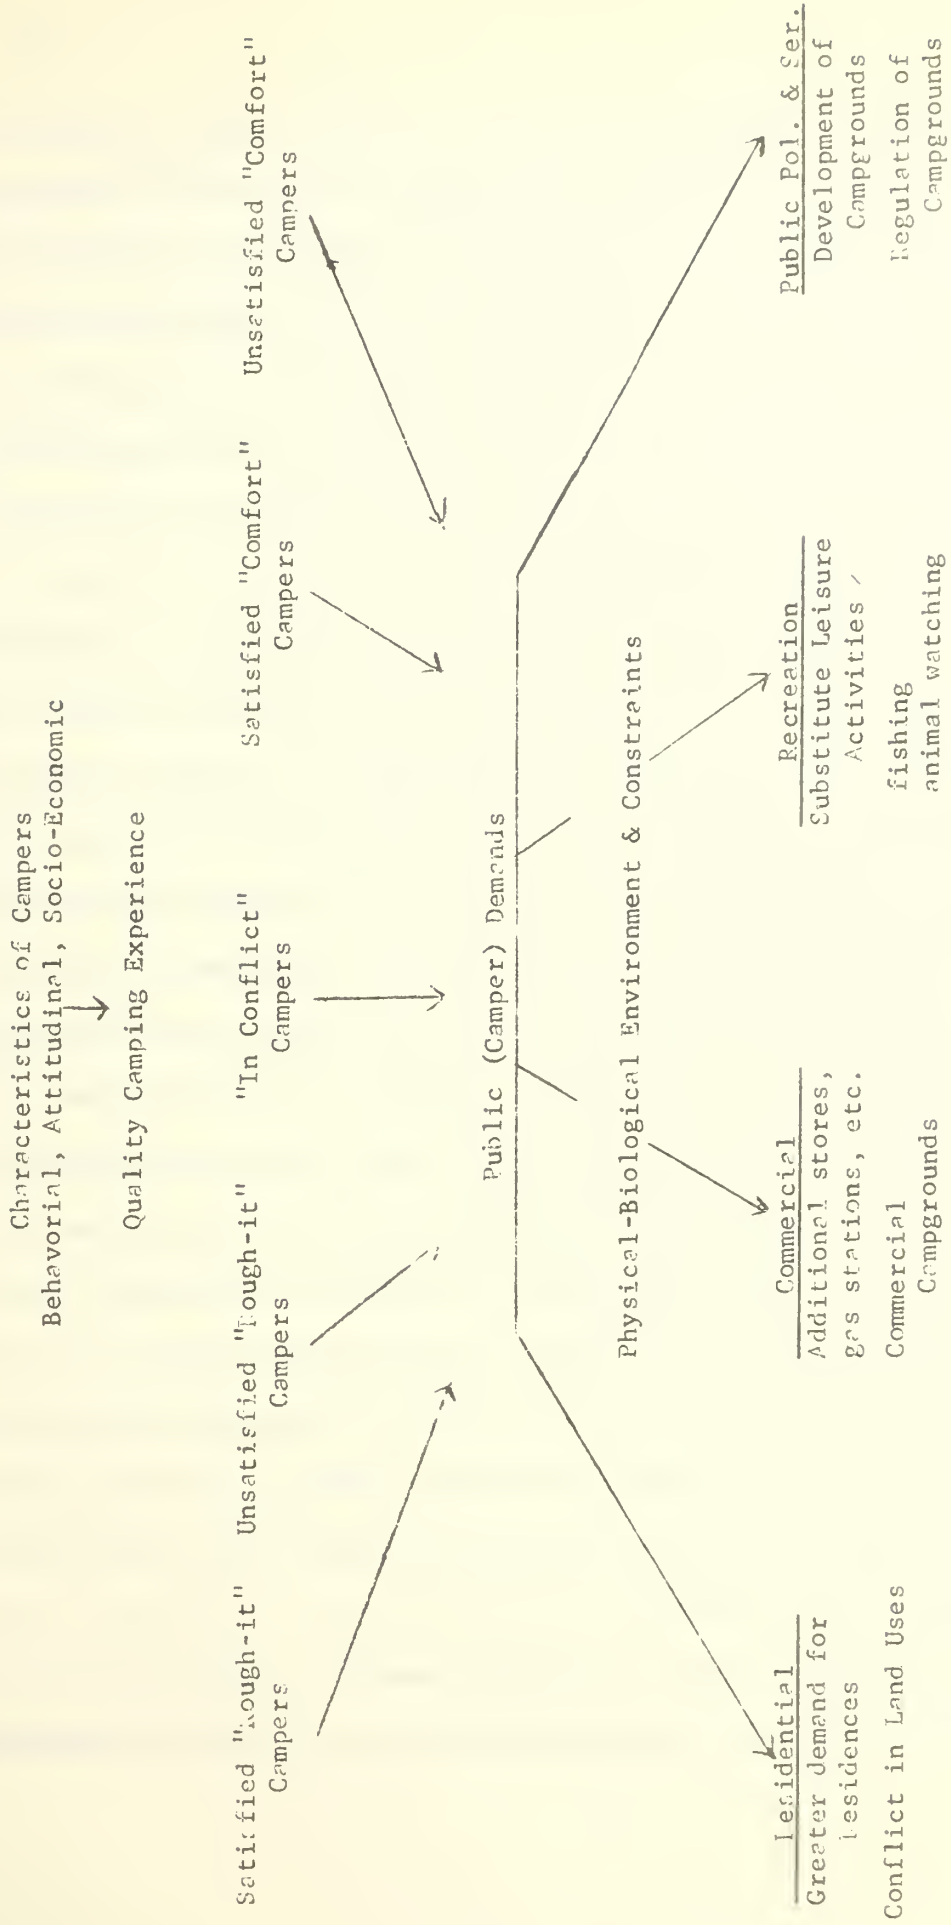 Characteristics of Campers
Behavorial, Attitudinal, Socio-Economic
Quality Camping Experience
Satisfied "Rough-it"
Campers
Unsatisfied "Rough-it"
Campers
"In Conflict"
Campers
Satisfied "Comfort"
Campers
Unsatisfied "Comfort"
Campers
Public (Camper) Demands
Physical-Biological Environment & Constraints
Residential
Greater demand for
residences
Conflict in Land Uses
Commercial
Additional stores,
gas stations, etc.
Commercial
Campgrounds
Recreation
Substitute Leisure
Activities
fishing
animal watching
Public Pol. & Ser.
Development of
Campgrounds
Regulation of
Campgrounds